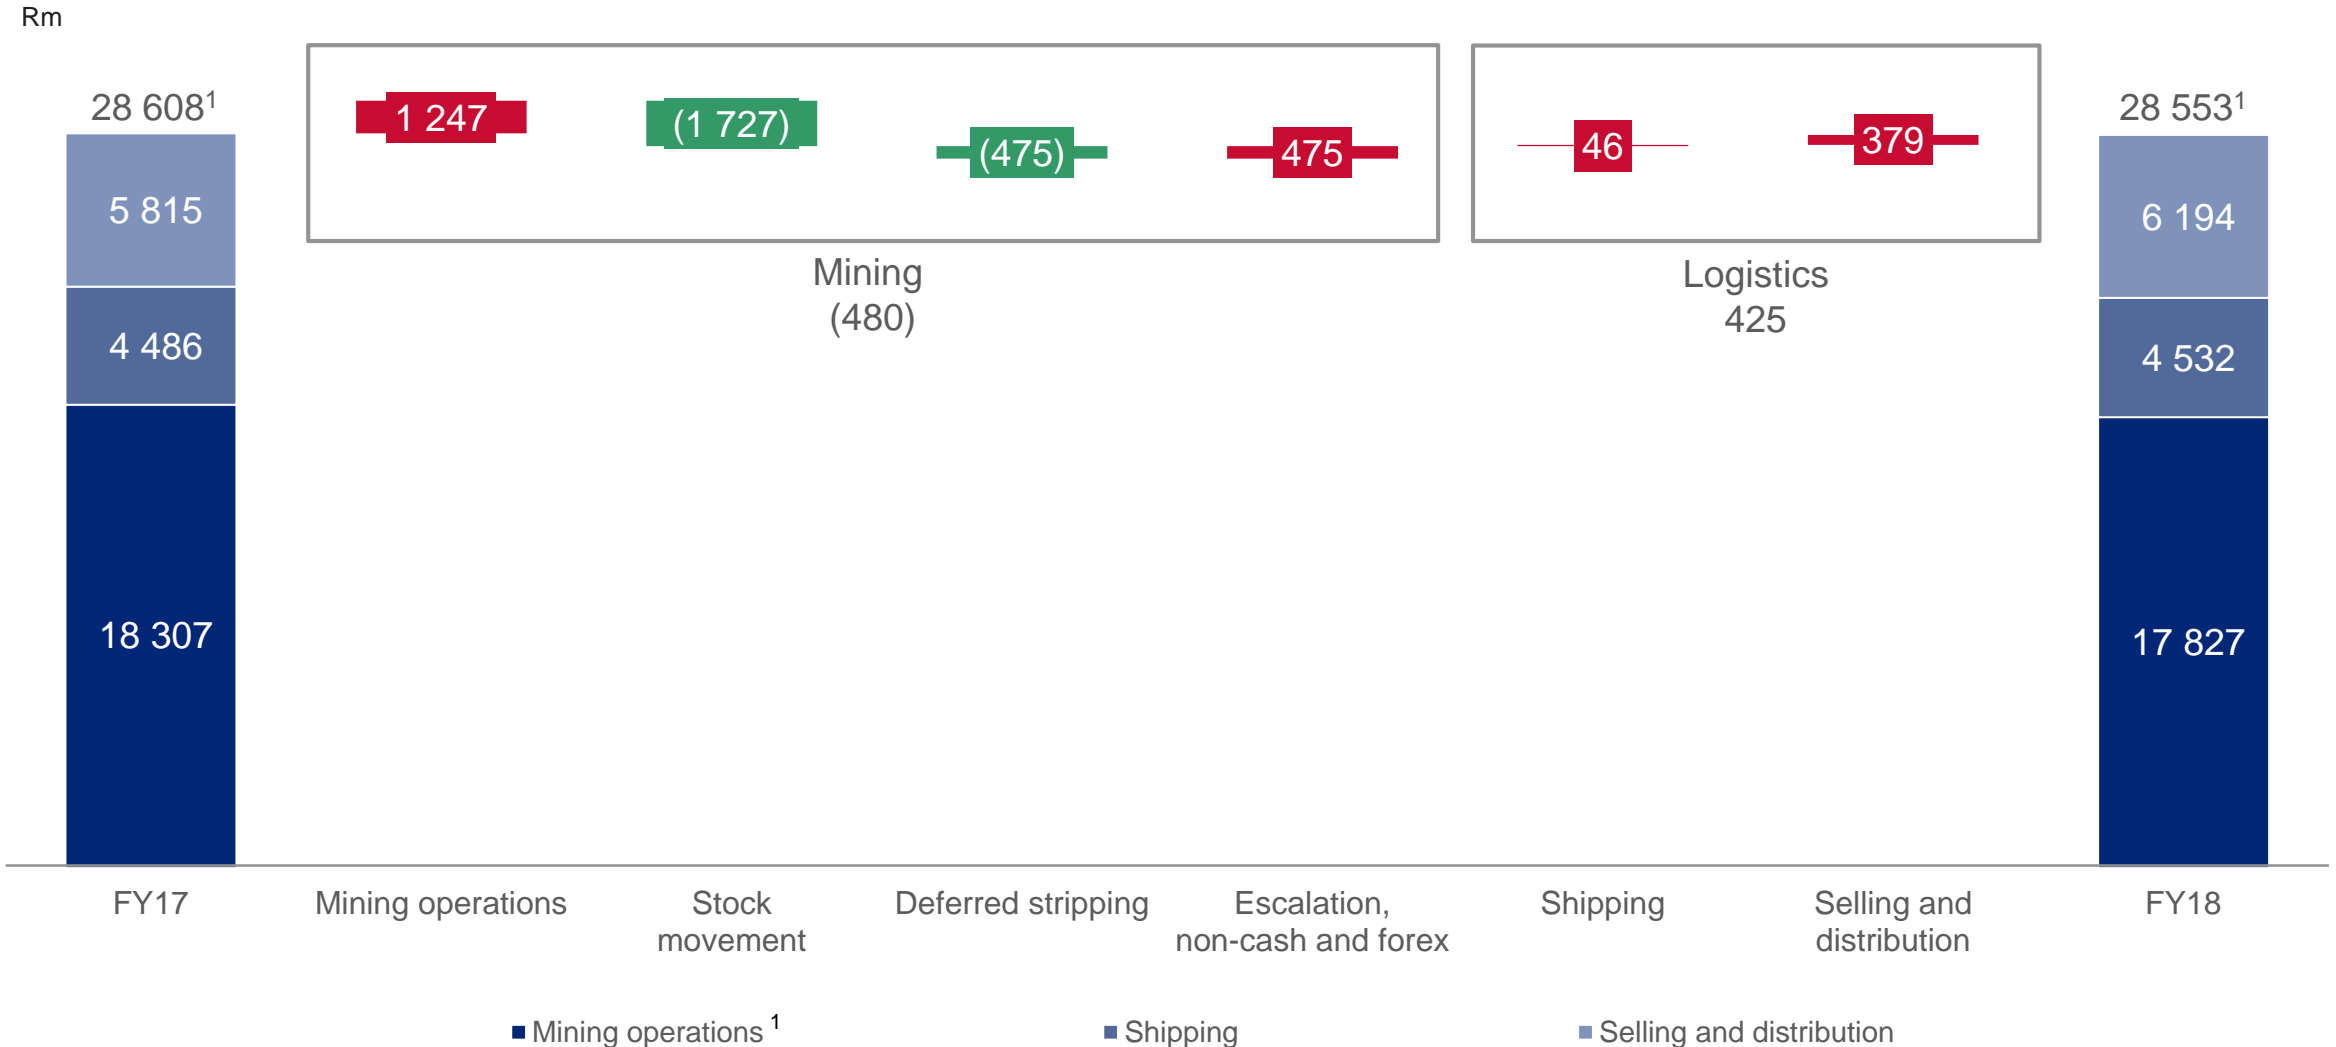 Rm
28 608¹
5 815
4 486
18 307
1 247
(1 727)
(475)
475
Mining
(480)
46
379
Logistics
425
28 553¹
6 194
4 532
17 827
FY17
Mining operations
Stock
movement
Deferred stripping
Escalation,
non-cash and forex
Shipping
Selling and
distribution
FY18
Mining operations ¹
Shipping
Selling and distribution